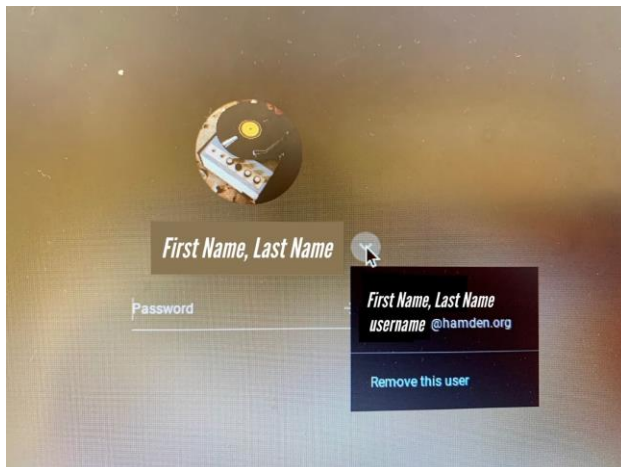 First Name, Last Name
Password
First Name, Last Name
username @hamden.org
Remove this user